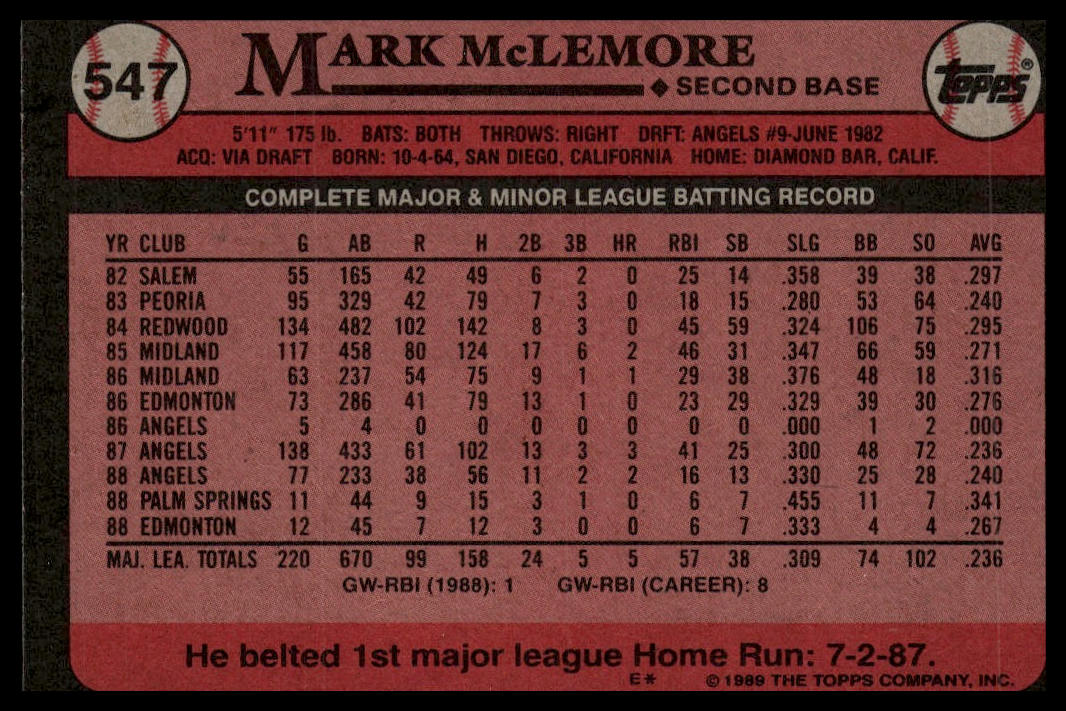 547
MARK McLEMORE
◆ SECOND BASE
TOPPS®
5'11" 175 lb. BATS: BOTH THROWS: RIGHT DRFT: ANGELS #9-JUNE 1982
ACQ: VIA DRAFT BORN: 10-4-64, SAN DIEGO, CALIFORNIA HOME: DIAMOND BAR, CALIF.
COMPLETE MAJOR & MINOR LEAGUE BATTING RECORD
YR CLUB G AB R H 2B 3B HR RBI SB SLG BB SO AVG
82 SALEM 55 165 42 49 6 2 0 25 14 .358 39 38 .297
83 PEORIA 95 329 42 79 7 3 0 18 15 .280 53 64 .240
84 REDWOOD 134 482 102 142 8 3 0 45 59 .324 106 75 .295
85 MIDLAND 117 458 80 124 17 6 2 46 31 .347 66 59 .271
86 MIDLAND 63 237 54 75 9 1 1 29 38 .376 48 18 .316
86 EDMONTON 73 286 41 79 13 1 0 23 29 .329 39 30 .276
86 ANGELS 5 4 0 0 0 0 0 0 0 .000 1 2 .000
87 ANGELS 138 433 61 102 13 3 3 41 25 .300 48 72 .236
88 ANGELS 77 233 38 56 11 2 2 16 13 .330 25 28 .240
88 PALM SPRINGS 11 44 9 15 3 1 0 6 7 .455 11 7 .341
88 EDMONTON 12 45 7 12 3 0 0 6 7 .333 4 4 .267
MAJ. LEA. TOTALS 220 670 99 158 24 5 5 57 38 .309 74 102 .236
GW-RBI (1988): 1 GW-RBI (CAREER): 8
He belted 1st major league Home Run: 7-2-87.
E* © 1989 THE TOPPS COMPANY, INC.